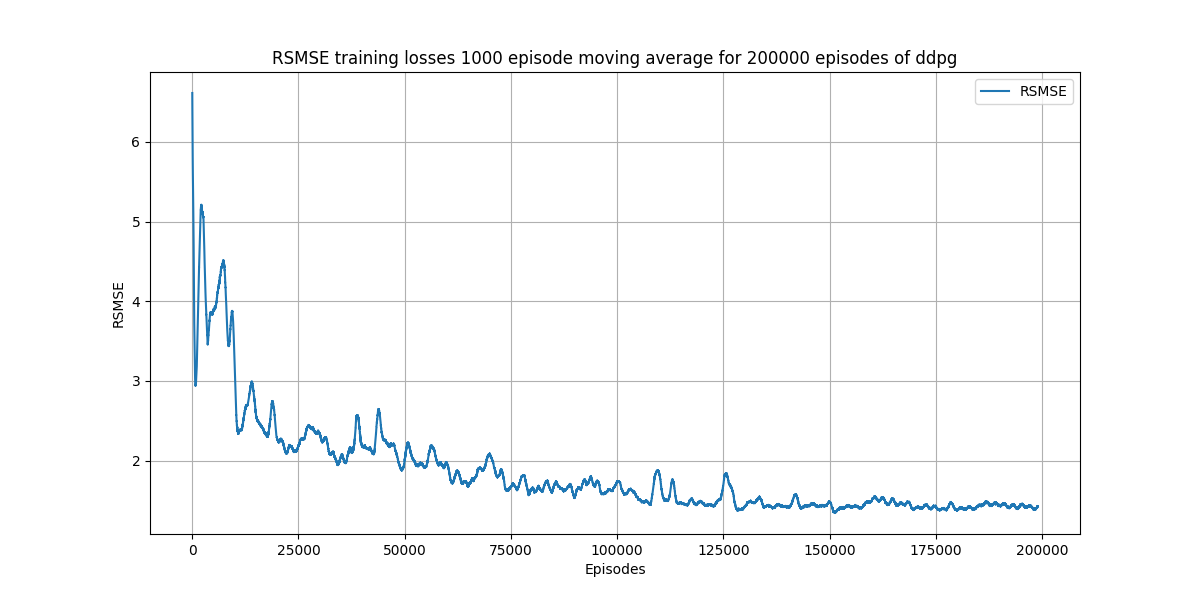 RSMSE training losses 1000 episode moving average for 200000 episodes of ddpg
RSMSE
6
5
4
3
2
RSMSE
0 25000 50000 75000 100000 125000 150000 175000 200000
Episodes